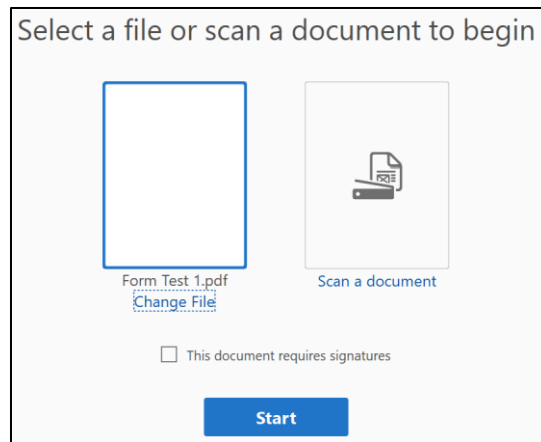 Select a file or scan a document to begin
Form Test 1.pdf
Change File
Scan a document
This document requires signatures
Start